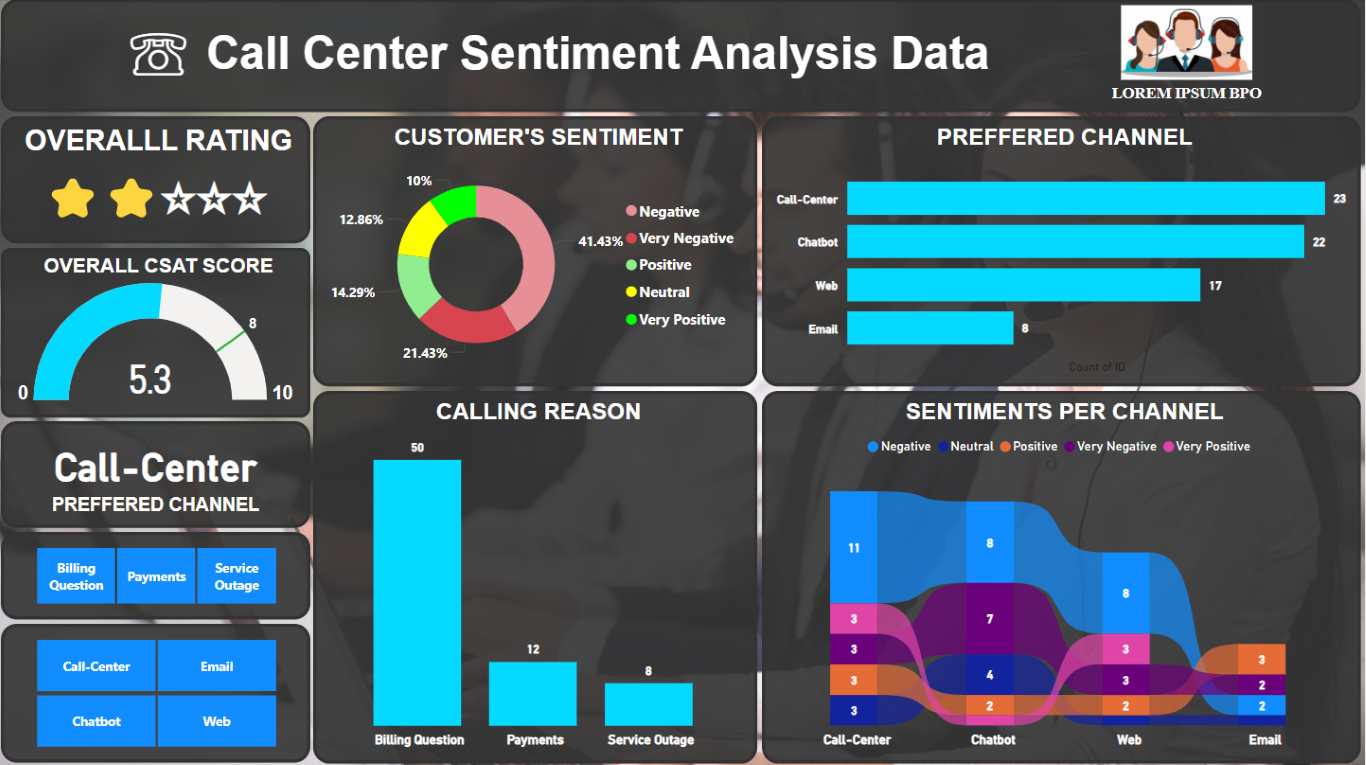 Call Center Sentiment Analysis Data
LOREM IPSUM BPO
OVERALLL RATING
OVERALL CSAT SCORE
8
5.3
0
10
Call-Center
PREFFERED CHANNEL
Billing Question
Payments
Service Outage
Call-Center
Email
Chatbot
Web
CUSTOMER'S SENTIMENT
10%
12.86%
14.29%
21.43%
41.43%
Negative
Very Negative
Positive
Neutral
Very Positive
PREFFERED CHANNEL
Call-Center
23
Chatbot
22
Web
17
Email
8
Count of ID
CALLING REASON
50
12
8
Billing Question
Payments
Service Outage
SENTIMENTS PER CHANNEL
Negative
Neutral
Positive
Very Negative
Very Positive
11
3
3
3
3
8
7
4
2
8
3
3
2
3
2
2
Call-Center
Chatbot
Web
Email